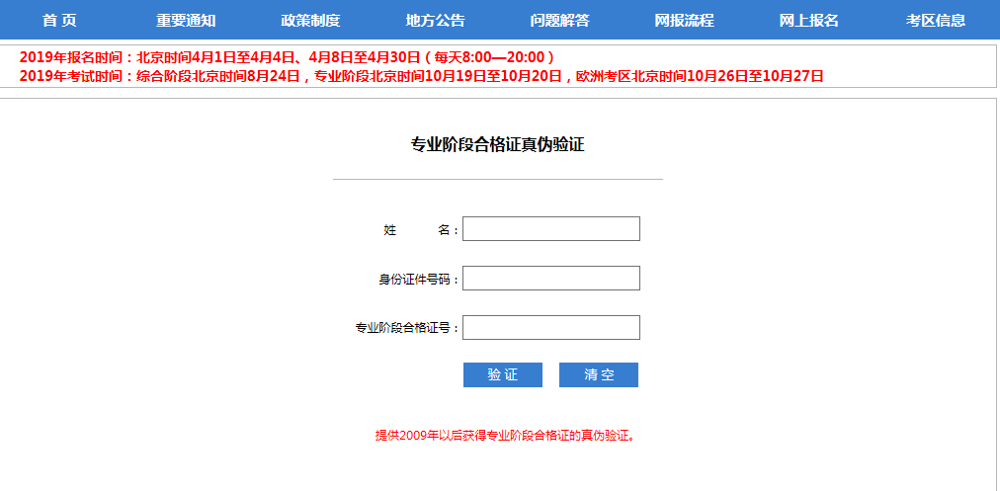 首 页 重要通知 政策制度 地方公告 问题解答 网报流程 网上报名 考区信息
2019年报名时间：北京时间4月1日至4月4日、4月8日至4月30日（每天8:00—20:00）
2019年考试时间：综合阶段北京时间8月24日，专业阶段北京时间10月19日至10月20日，欧洲考区北京时间10月26日至10月27日
专业阶段合格证真伪验证
姓 名：
身份证件号码：
专业阶段合格证号：
验 证 清 空
提供2009年以后获得专业阶段合格证的真伪验证。